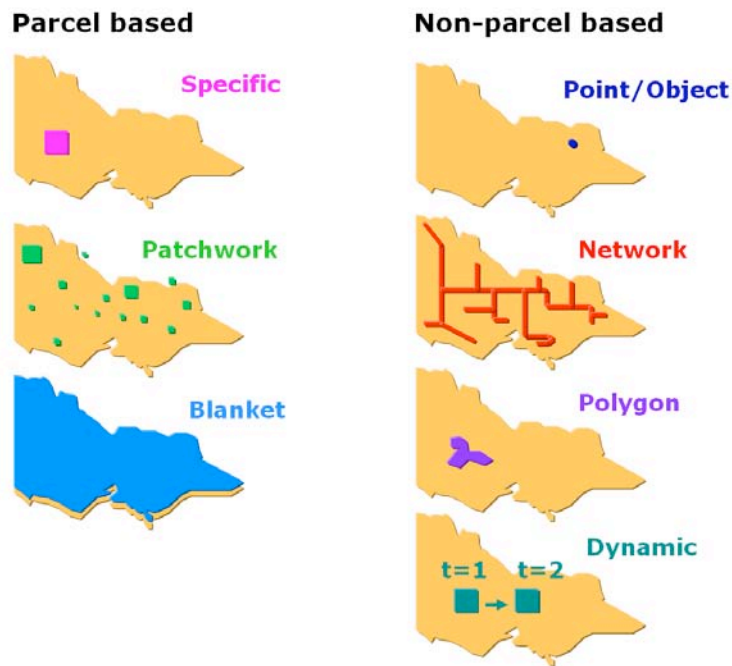 Parcel based
Specific
Patchwork
Blanket
Non-parcel based
Point/Object
Network
Polygon
Dynamic
t=1 t=2